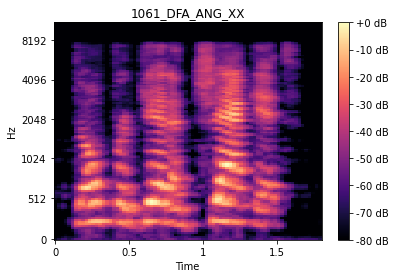 1061_DFA_ANG_XX
8192
4096
2048
1024
512
0
Hz
0
0.5
1
1.5
Time
+0 dB
-10 dB
-20 dB
-30 dB
-40 dB
-50 dB
-60 dB
-70 dB
-80 dB